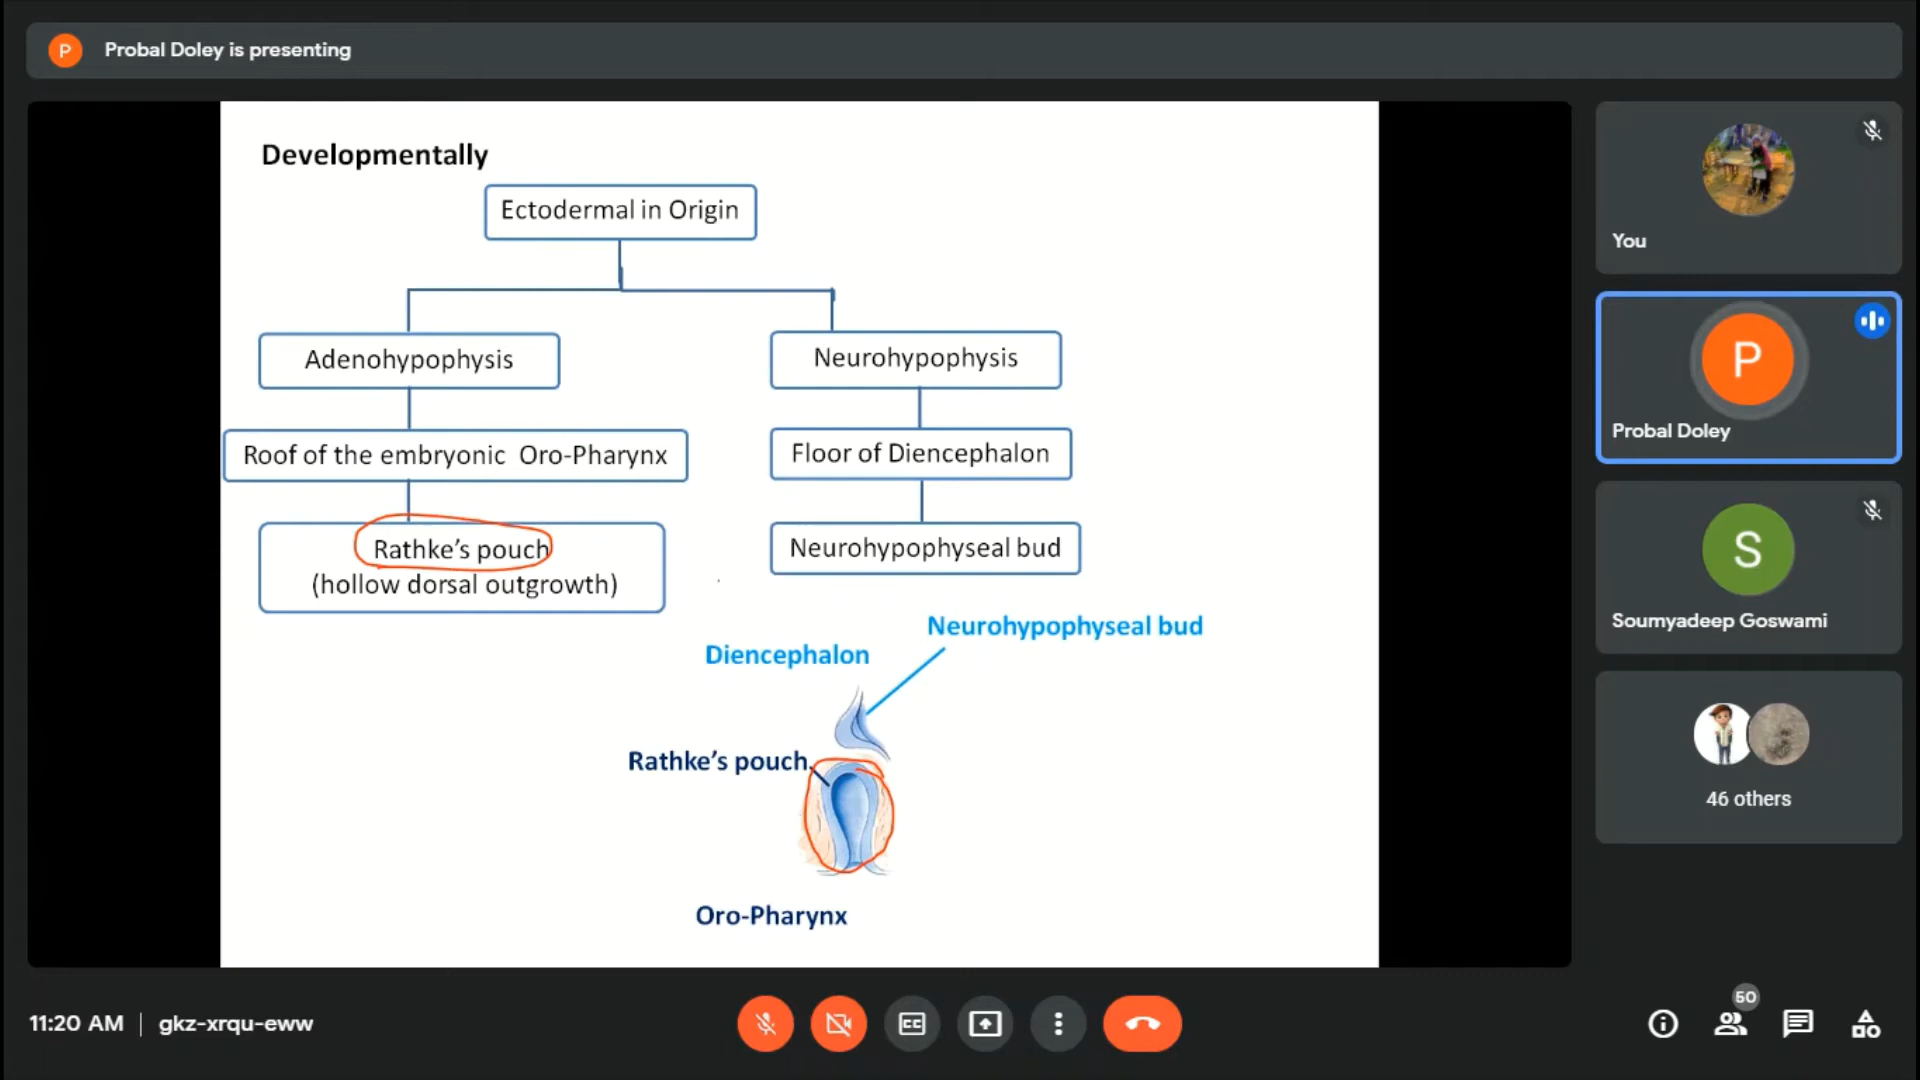 P
Probal Doley is presenting
Developmentally
Ectodermal in Origin
Adenohypophysis
Neurohypophysis
Roof of the embryonic Oro-Pharynx
Floor of Diencephalon
Rathke’s pouch
(hollow dorsal outgrowth)
Neurohypophyseal bud
Neurohypophyseal bud
Diencephalon
Rathke’s pouch
Oro-Pharynx
You
P
Probal Doley
S
Soumyadeep Goswami
46 others
11:20 AM | gkz-xrqu-eww
CC
50